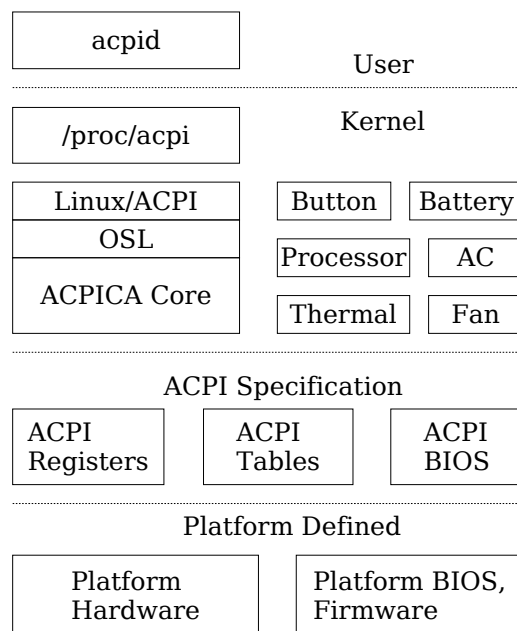 acpid
User
Kernel
/proc/acpi
Linux/ACPI
OSL
ACPICA Core
Button
Battery
Processor
AC
Thermal
Fan
ACPI Specification
ACPI
Registers
ACPI
Tables
ACPI
BIOS
Platform Defined
Platform
Hardware
Platform BIOS,
Firmware